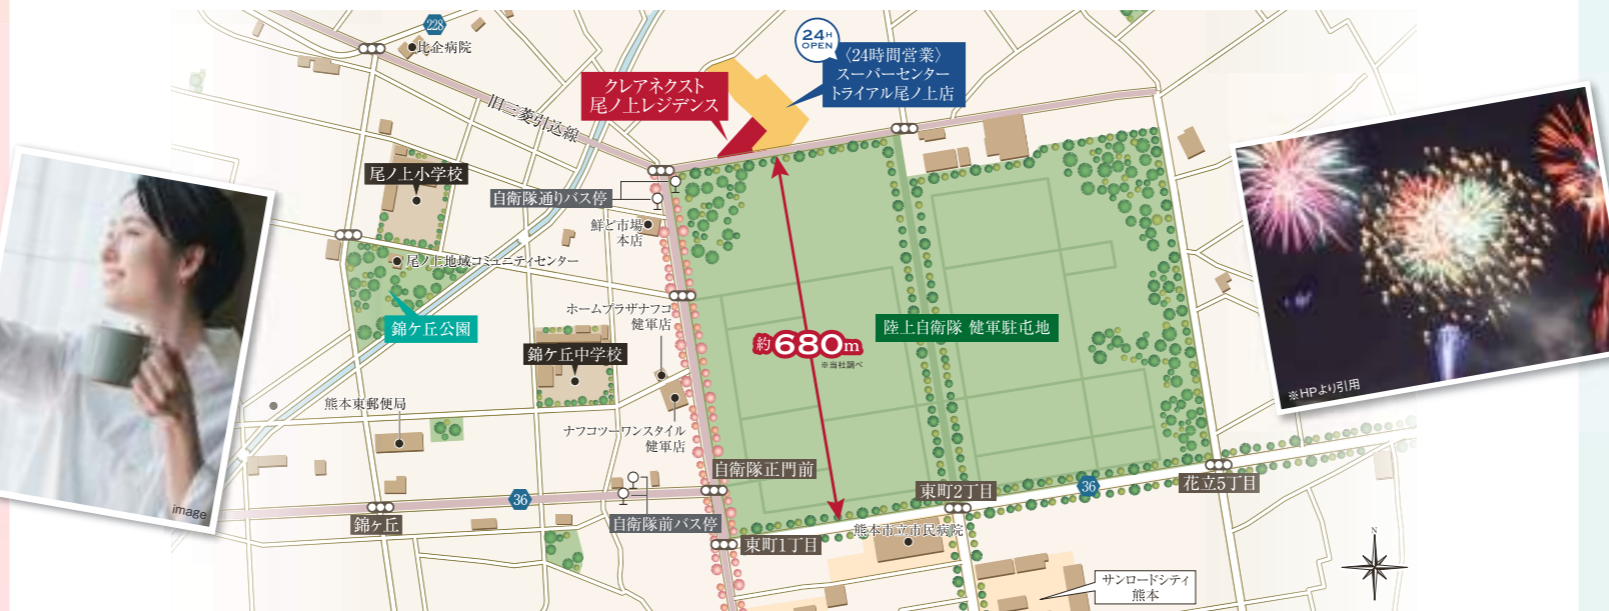 228
比企病院
24H
OPEN
〈24時間営業〉
スーパーセンター
トライアル尾ノ上店
クレアネクスト
尾ノ上レジデンス
旧三菱引込線
尾ノ上小学校
自衛隊通りバス停
鮮ど市場
本店
尾ノ上地域コミュニティセンター
錦ケ丘公園
ホームプラザナフコ
健軍店
錦ケ丘中学校
約680m
※当社調べ
陸上自衛隊 健軍駐屯地
※HPより引用
熊本東郵便局
ナフコツーワンスタイル
健軍店
自衛隊正門前
東町2丁目
36
花立5丁目
image
36
錦ヶ丘
自衛隊前バス停
東町1丁目
熊本市立市民病院
N
サンロードシティ
熊本